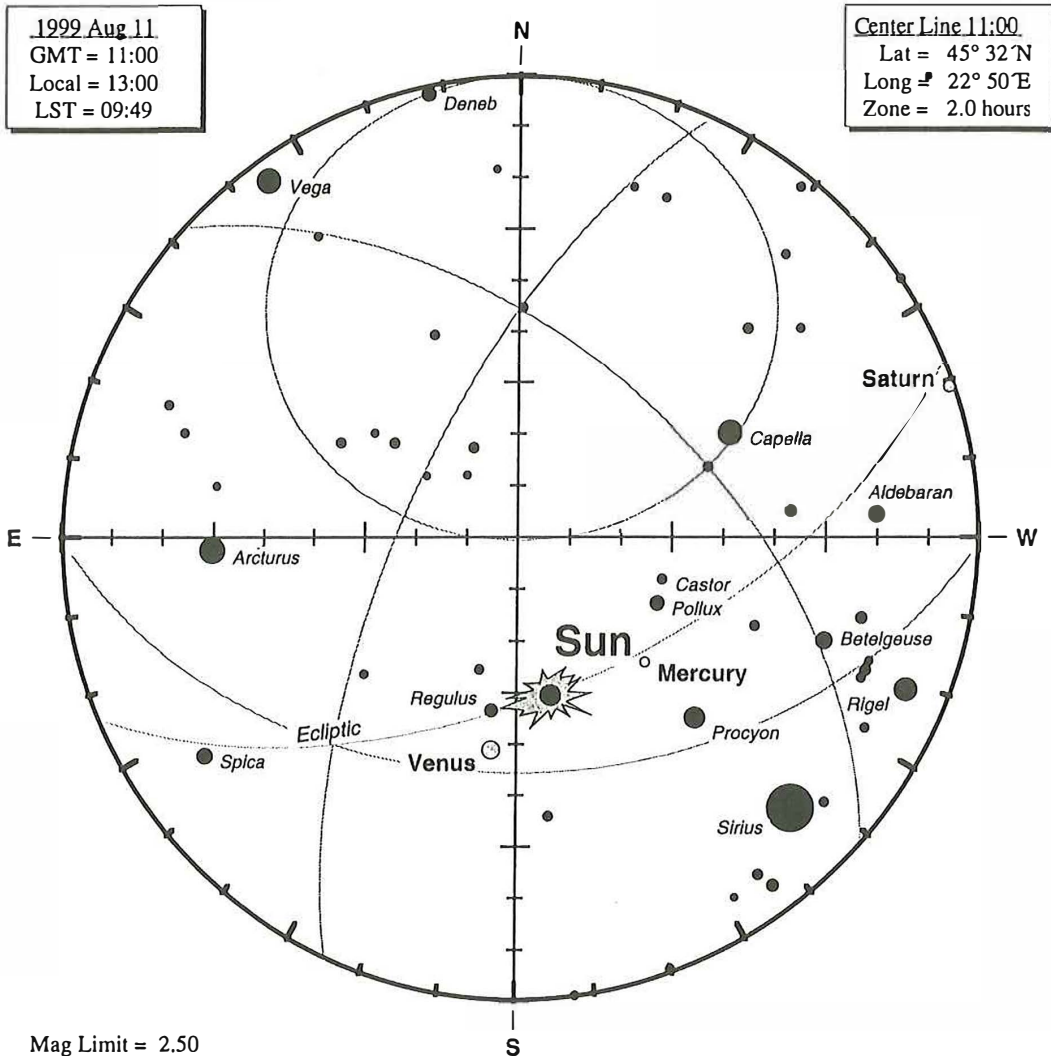 1999 Aug 11
GMT = 11:00
Local = 13:00
LST = 09:49
Center Line 11:00
Lat = 45° 32´N
Long = 22° 50´E
Zone = 2.0 hours
N
Deneb
Vega
Saturn
Capella
Aldebaran
E
W
Arcturus
Castor
Pollux
Sun
Betelgeuse
Mercury
Regulus
Rigel
Ecliptic
Procyon
Spica
Venus
Sirius
Mag Limit = 2.50
S